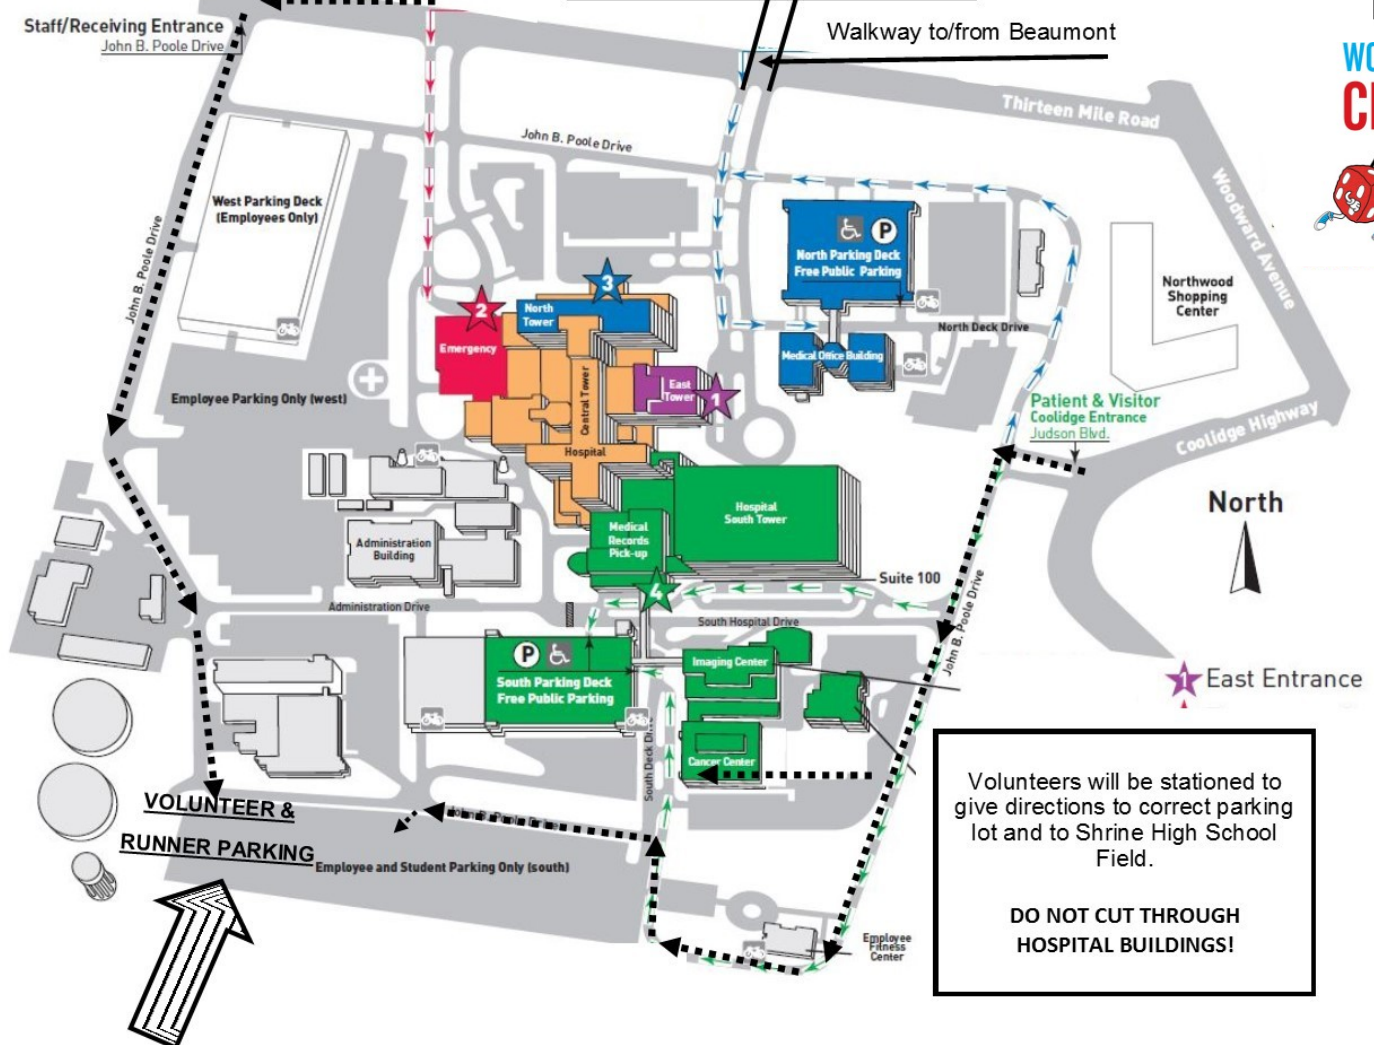 Staff/Receiving Entrance
John B. Poole Drive
Walkway to/from Beaumont
Thirteen Mile Road
John B. Poole Drive
West Parking Deck
(Employees Only)
John B. Poole Drive
P
North Parking Deck
Free Public Parking
Woodward Avenue
Northwood
Shopping
Center
3
2
North
Tower
Emergency
North Deck Drive
Medical Office Building
East
Tower
1
Central Tower
Employee Parking Only (west)
Patient & Visitor
Coolidge Entrance
Judson Blvd.
Coolidge Highway
Hospital
Hospital
South Tower
North
Medical
Records
Pick-up
Administration
Building
Suite 100
4
Administration Drive
South Hospital Drive
John B. Poole Drive
P
South Parking Deck
Free Public Parking
Imaging Center
1 East Entrance
Cancer Center
VOLUNTEER &
RUNNER PARKING
John B. Poole Drive
Employee and Student Parking Only (south)
Employee
Fitness
Center
Volunteers will be stationed to
give directions to correct parking
lot and to Shrine High School
Field.
DO NOT CUT THROUGH
HOSPITAL BUILDINGS!